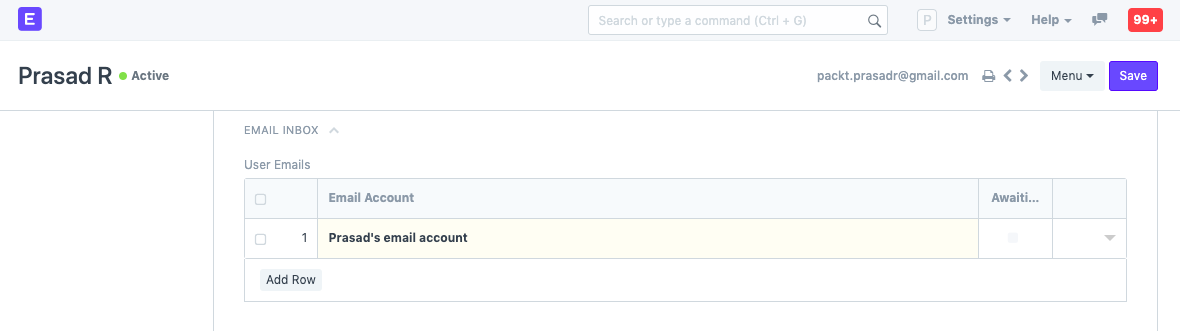 E
Search or type a command (Ctrl + G)
P Settings Help 99+
Prasad R Active
packt.prasadr@gmail.com Menu Save
EMAIL INBOX
User Emails
Email Account Awaiti...
1 Prasad's email account
Add Row